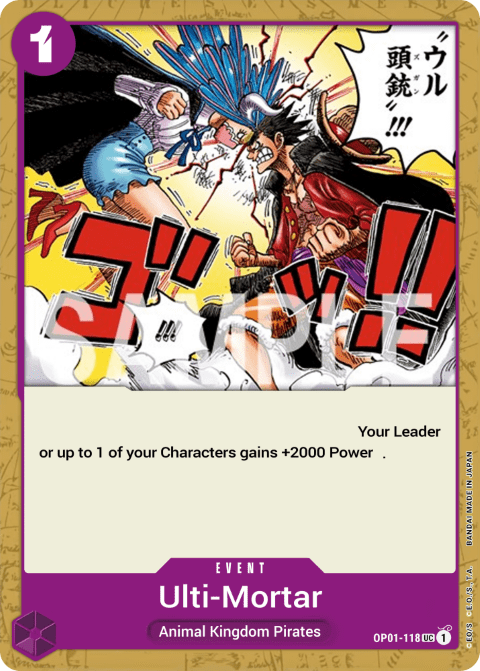 1
"ウル
ズガン
頭銃"!!!
ゴッ!!
!!!
SAMPLE
Your Leader
or up to 1 of your Characters gains +2000 Power .
EVENT
Ulti-Mortar
Animal Kingdom Pirates
OP01-118 UC 1
©E.O./S. ©E.O./S.,T.A. BANDAI MADE IN JAPAN